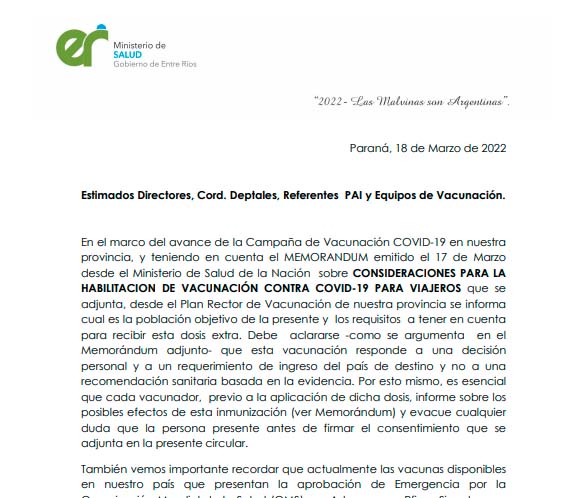 er
Ministerio de
SALUD
Gobierno de Entre Ríos
“2022- Las Malvinas son Argentinas”.
Paraná, 18 de Marzo de 2022
Estimados Directores, Cord. Deptales, Referentes PAI y Equipos de Vacunación.
En el marco del avance de la Campaña de Vacunación COVID-19 en nuestra
provincia, y teniendo en cuenta el MEMORANDUM emitido el 17 de Marzo
desde el Ministerio de Salud de la Nación sobre CONSIDERACIONES PARA LA
HABILITACION DE VACUNACIÓN CONTRA COVID-19 PARA VIAJEROS que se
adjunta, desde el Plan Rector de Vacunación de nuestra provincia se informa
cual es la población objetivo de la presente y los requisitos a tener en cuenta
para recibir esta dosis extra. Debe aclararse -como se argumenta en el
Memorándum adjunto- que esta vacunación responde a una decisión
personal y a un requerimiento de ingreso del país de destino y no a una
recomendación sanitaria basada en la evidencia. Por esto mismo, es esencial
que cada vacunador, previo a la aplicación de dicha dosis, informe sobre los
posibles efectos de esta inmunización (ver Memorándum) y evacue cualquier
duda que la persona presente antes de firmar el consentimiento que se
adjunta en la presente circular.
También vemos importante recordar que actualmente las vacunas disponibles
en nuestro país que presentan la aprobación de Emergencia por la